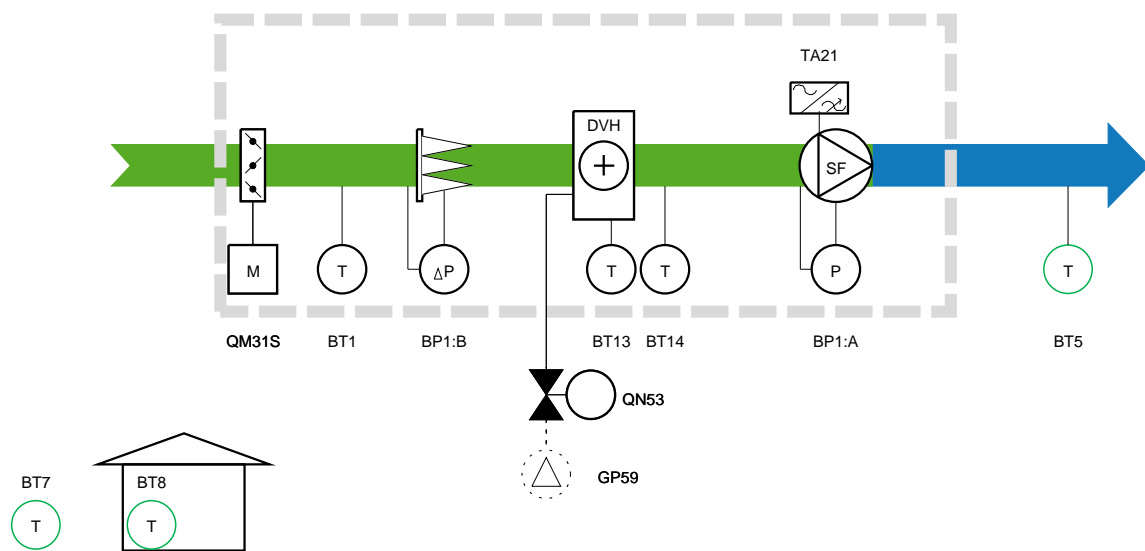 TA21
DVH
SF
M
T
ΔP
T
T
P
T
QM31S
BT1
BP1:B
BT13
BT14
BP1:A
BT5
QN53
GP59
BT7
BT8
T
T